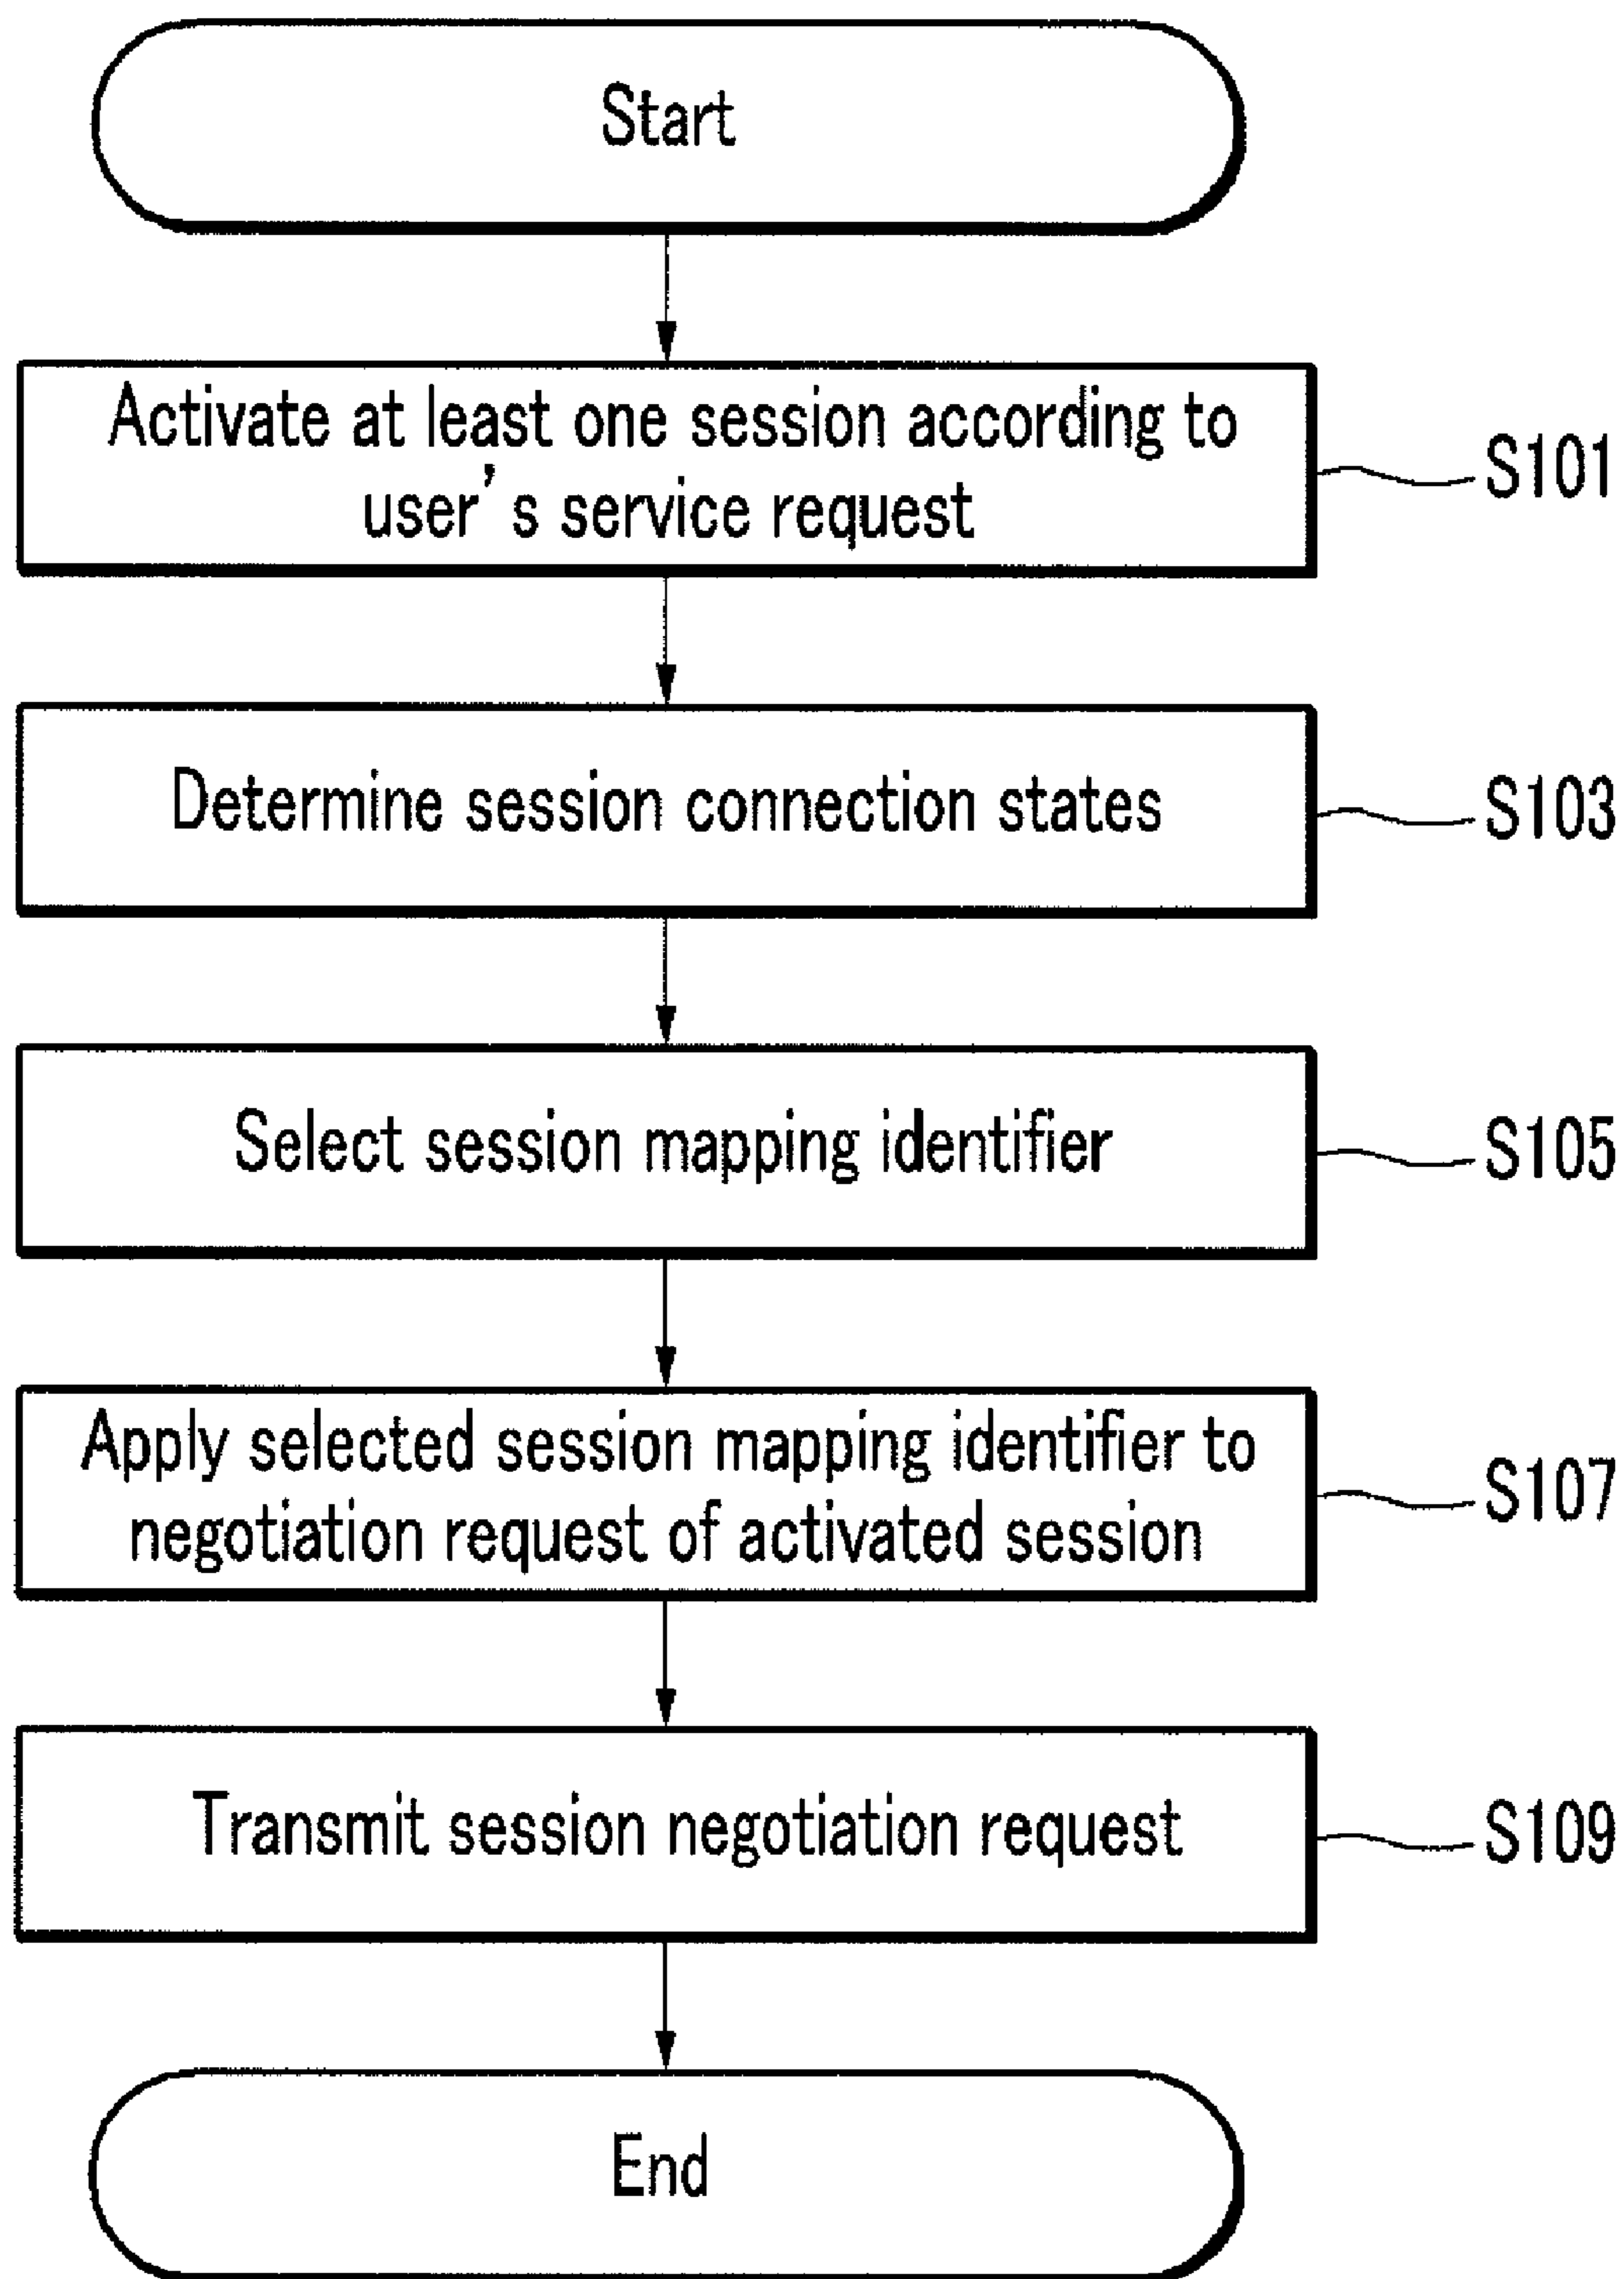 Start
Activate at least one session according to
user's service request
S101
Determine session connection states
S103
Select session mapping identifier
S105
Apply selected session mapping identifier to
negotiation request of activated session
S107
Transmit session negotiation request
S109
End